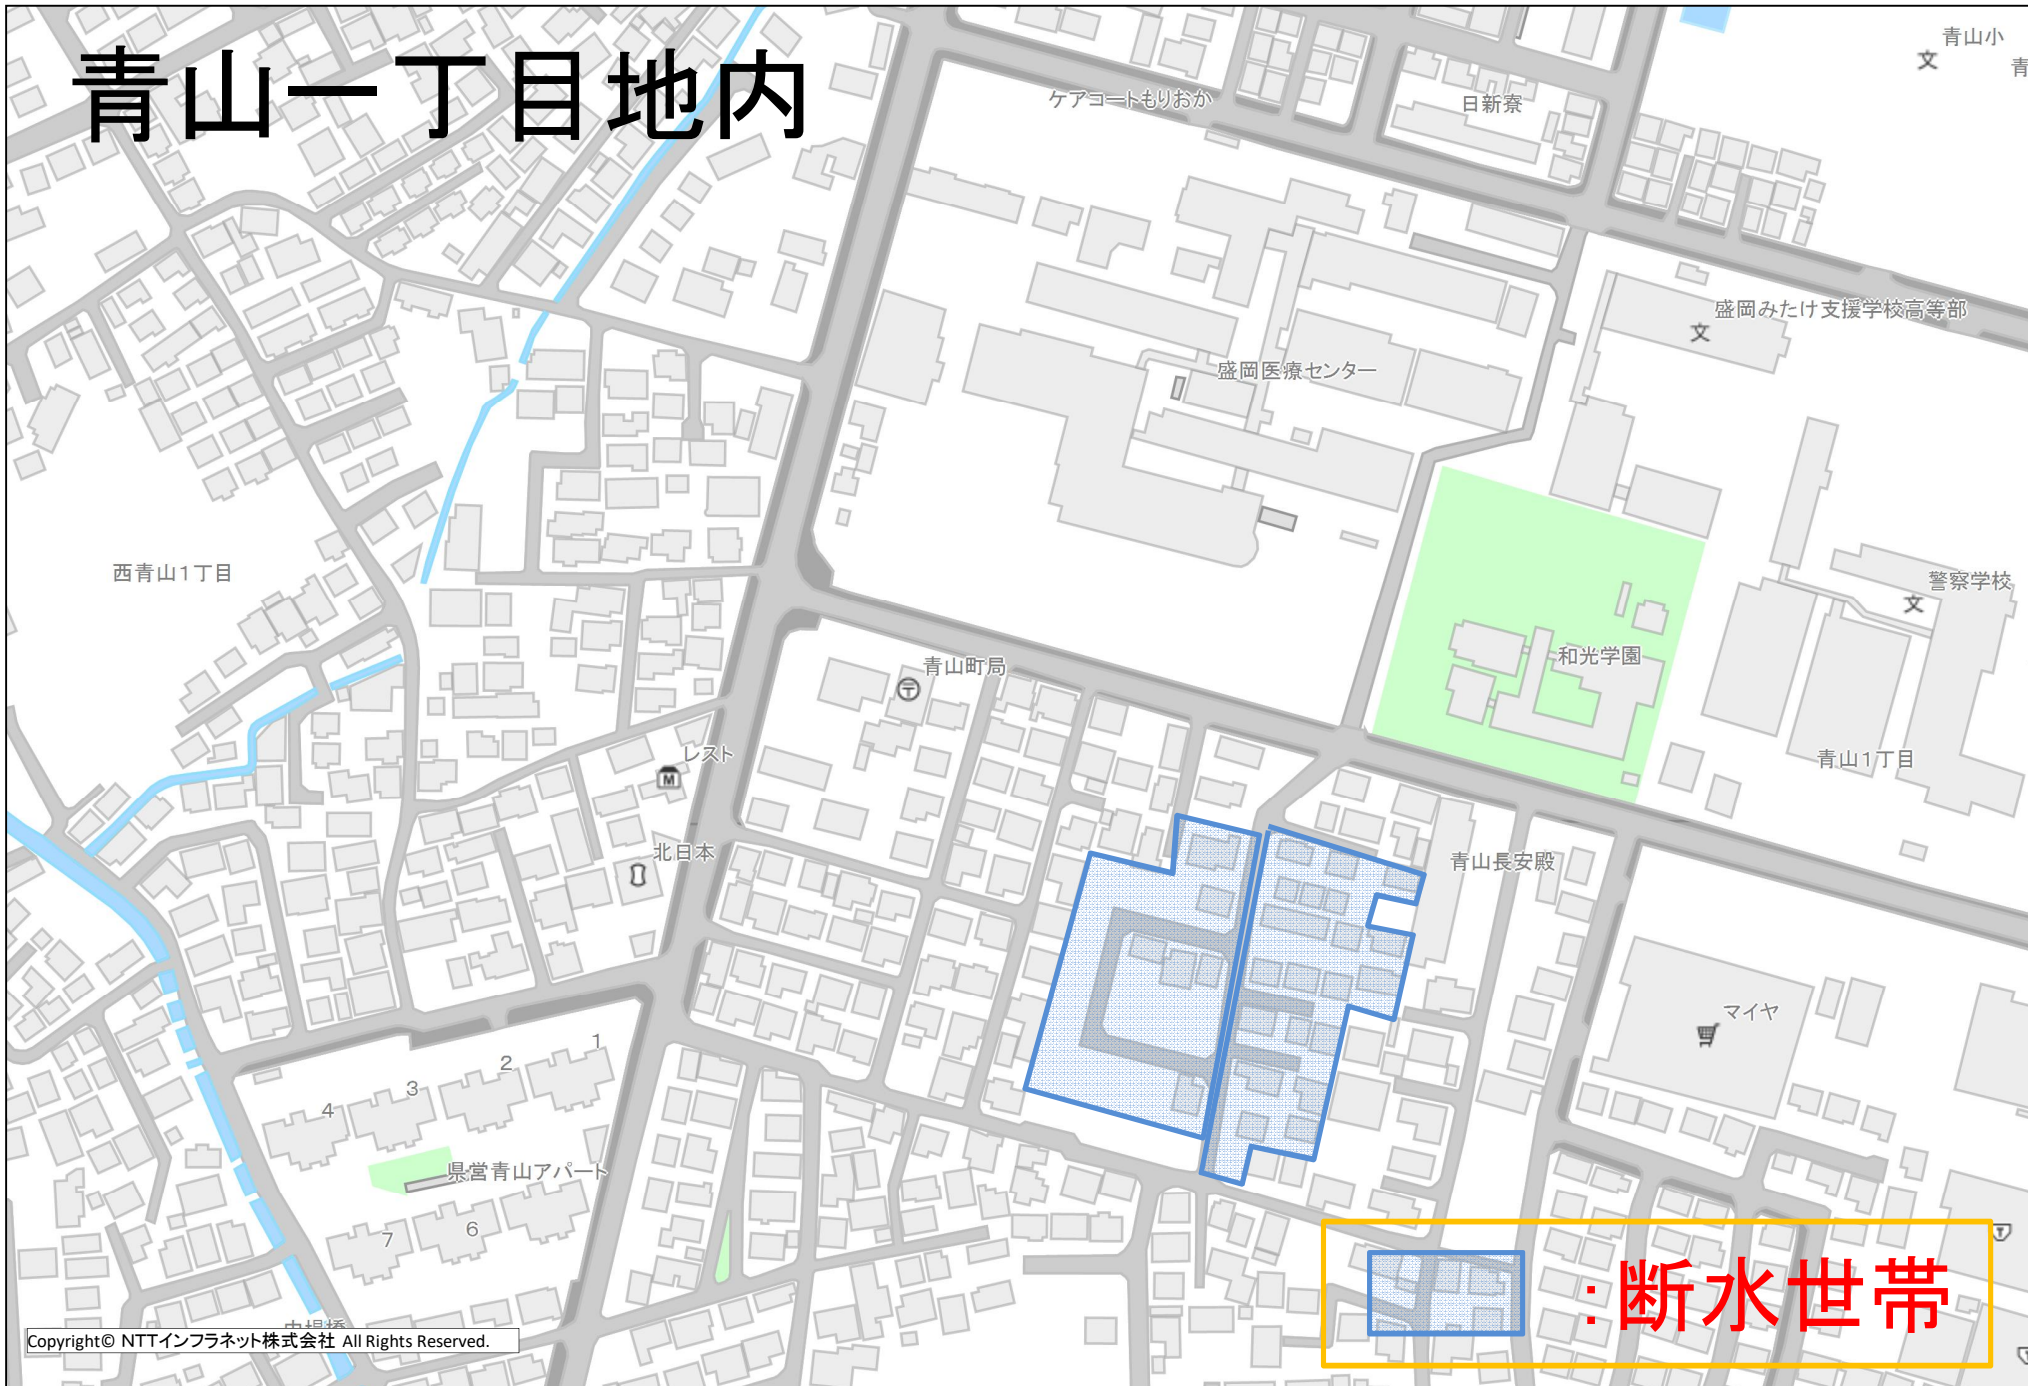 青山一丁目地内
青山小
青
ケアコートもりおか
日新寮
盛岡みたけ支援学校高等部
文
文
盛岡医療センター
西青山1丁目
警察学校
文
和光学園
青山町局
レスト
M
青山1丁目
北日本
青山長安殿
マイヤ
1
2
3
4
県営青山アパート
6
7
:断水世帯
Copyright© NTTインフラネット株式会社 All Rights Reserved.